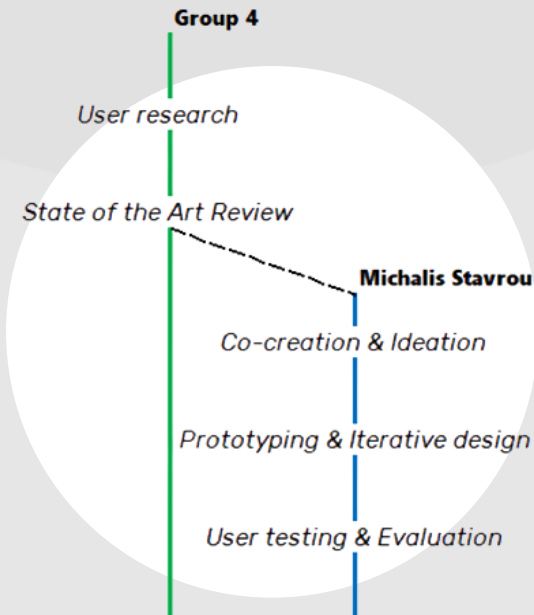 Group 4
User research
State of the Art Review
Michalis Stavrou
Co-creation & Ideation
Prototyping & Iterative design
User testing & Evaluation